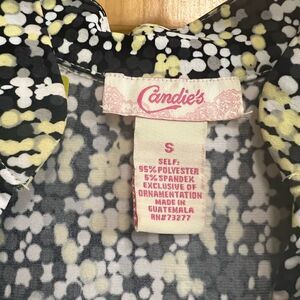 Candie's
S
SELF:
95% POLYESTER
5% SPANDEX
EXCLUSIVE OF
ORNAMENTATION
MADE IN
GUATEMALA
RN#73277